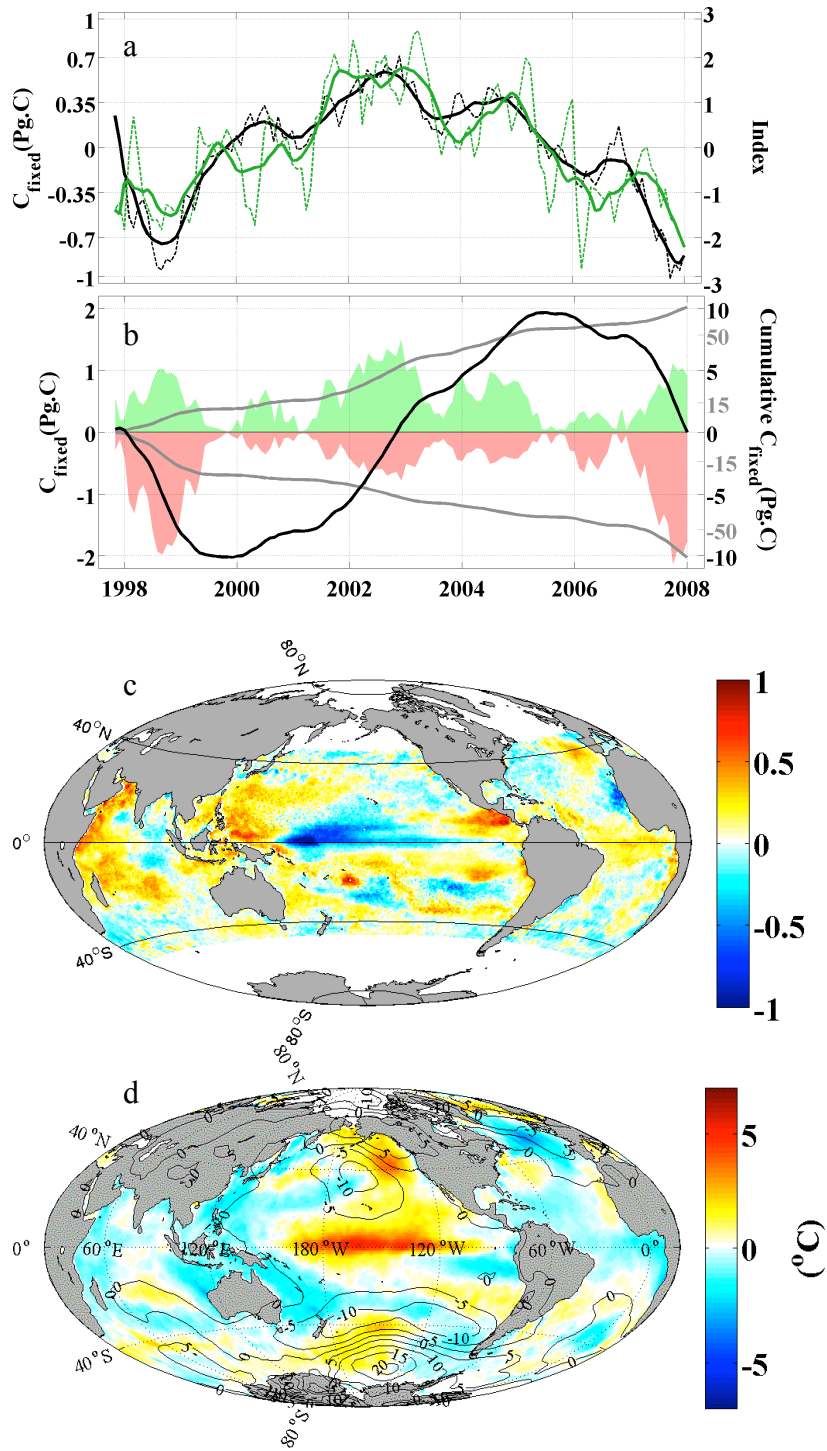 a
C_fixed(Pg.C)
1
0.7
0.35
0
-0.35
-0.7
-1
3
2
1
0
-1
-2
-3
Index
b
C_fixed(Pg.C)
2
1
0
-1
-2
10
50
5
15
0
-15
-5
-50
-10
Cumulative C_fixed(Pg.C)
1998 2000 2002 2004 2006 2008
c
80°N
40°N
0°
40°S
80°S
1
0.5
0
-0.5
-1
d
80°N
40°N
0°
60°E 120°E 180°W 120°W 60°W 0°
40°S
80°S
5
0
-5
(°C)